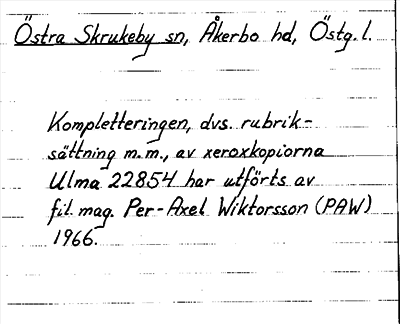 Östra Skrukeby sn, Åkerbo hd, Östg. l.
Kompletteringen, dvs. rubrik-
sättning m.m., av xeroxkopiorna
Ulma 22854 har utförts av
fil. mag. Per-Axel Wiktorsson (PAW)
1966.